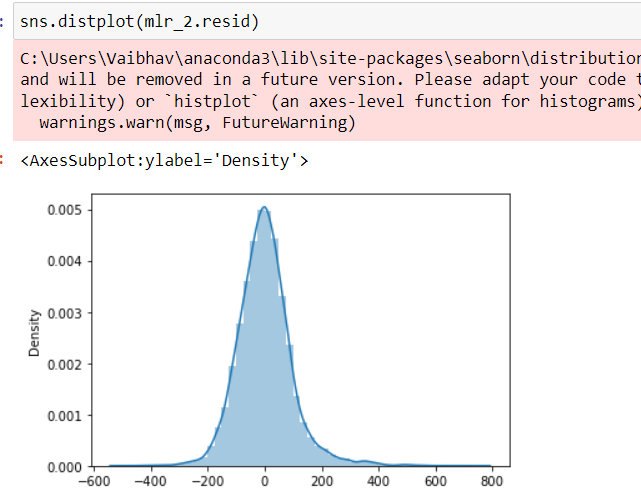 : sns.distplot(mlr_2.resid)
C:\Users\Vaibhav\anaconda3\lib\site-packages\seaborn\distribution
and will be removed in a future version. Please adapt your code t
lexibility) or `histplot` (an axes-level function for histograms)
warnings.warn(msg, FutureWarning)
: <AxesSubplot:ylabel='Density'>
0.005
0.004
0.003
0.002
0.001
0.000
Density
−600 −400 −200 0 200 400 600 800